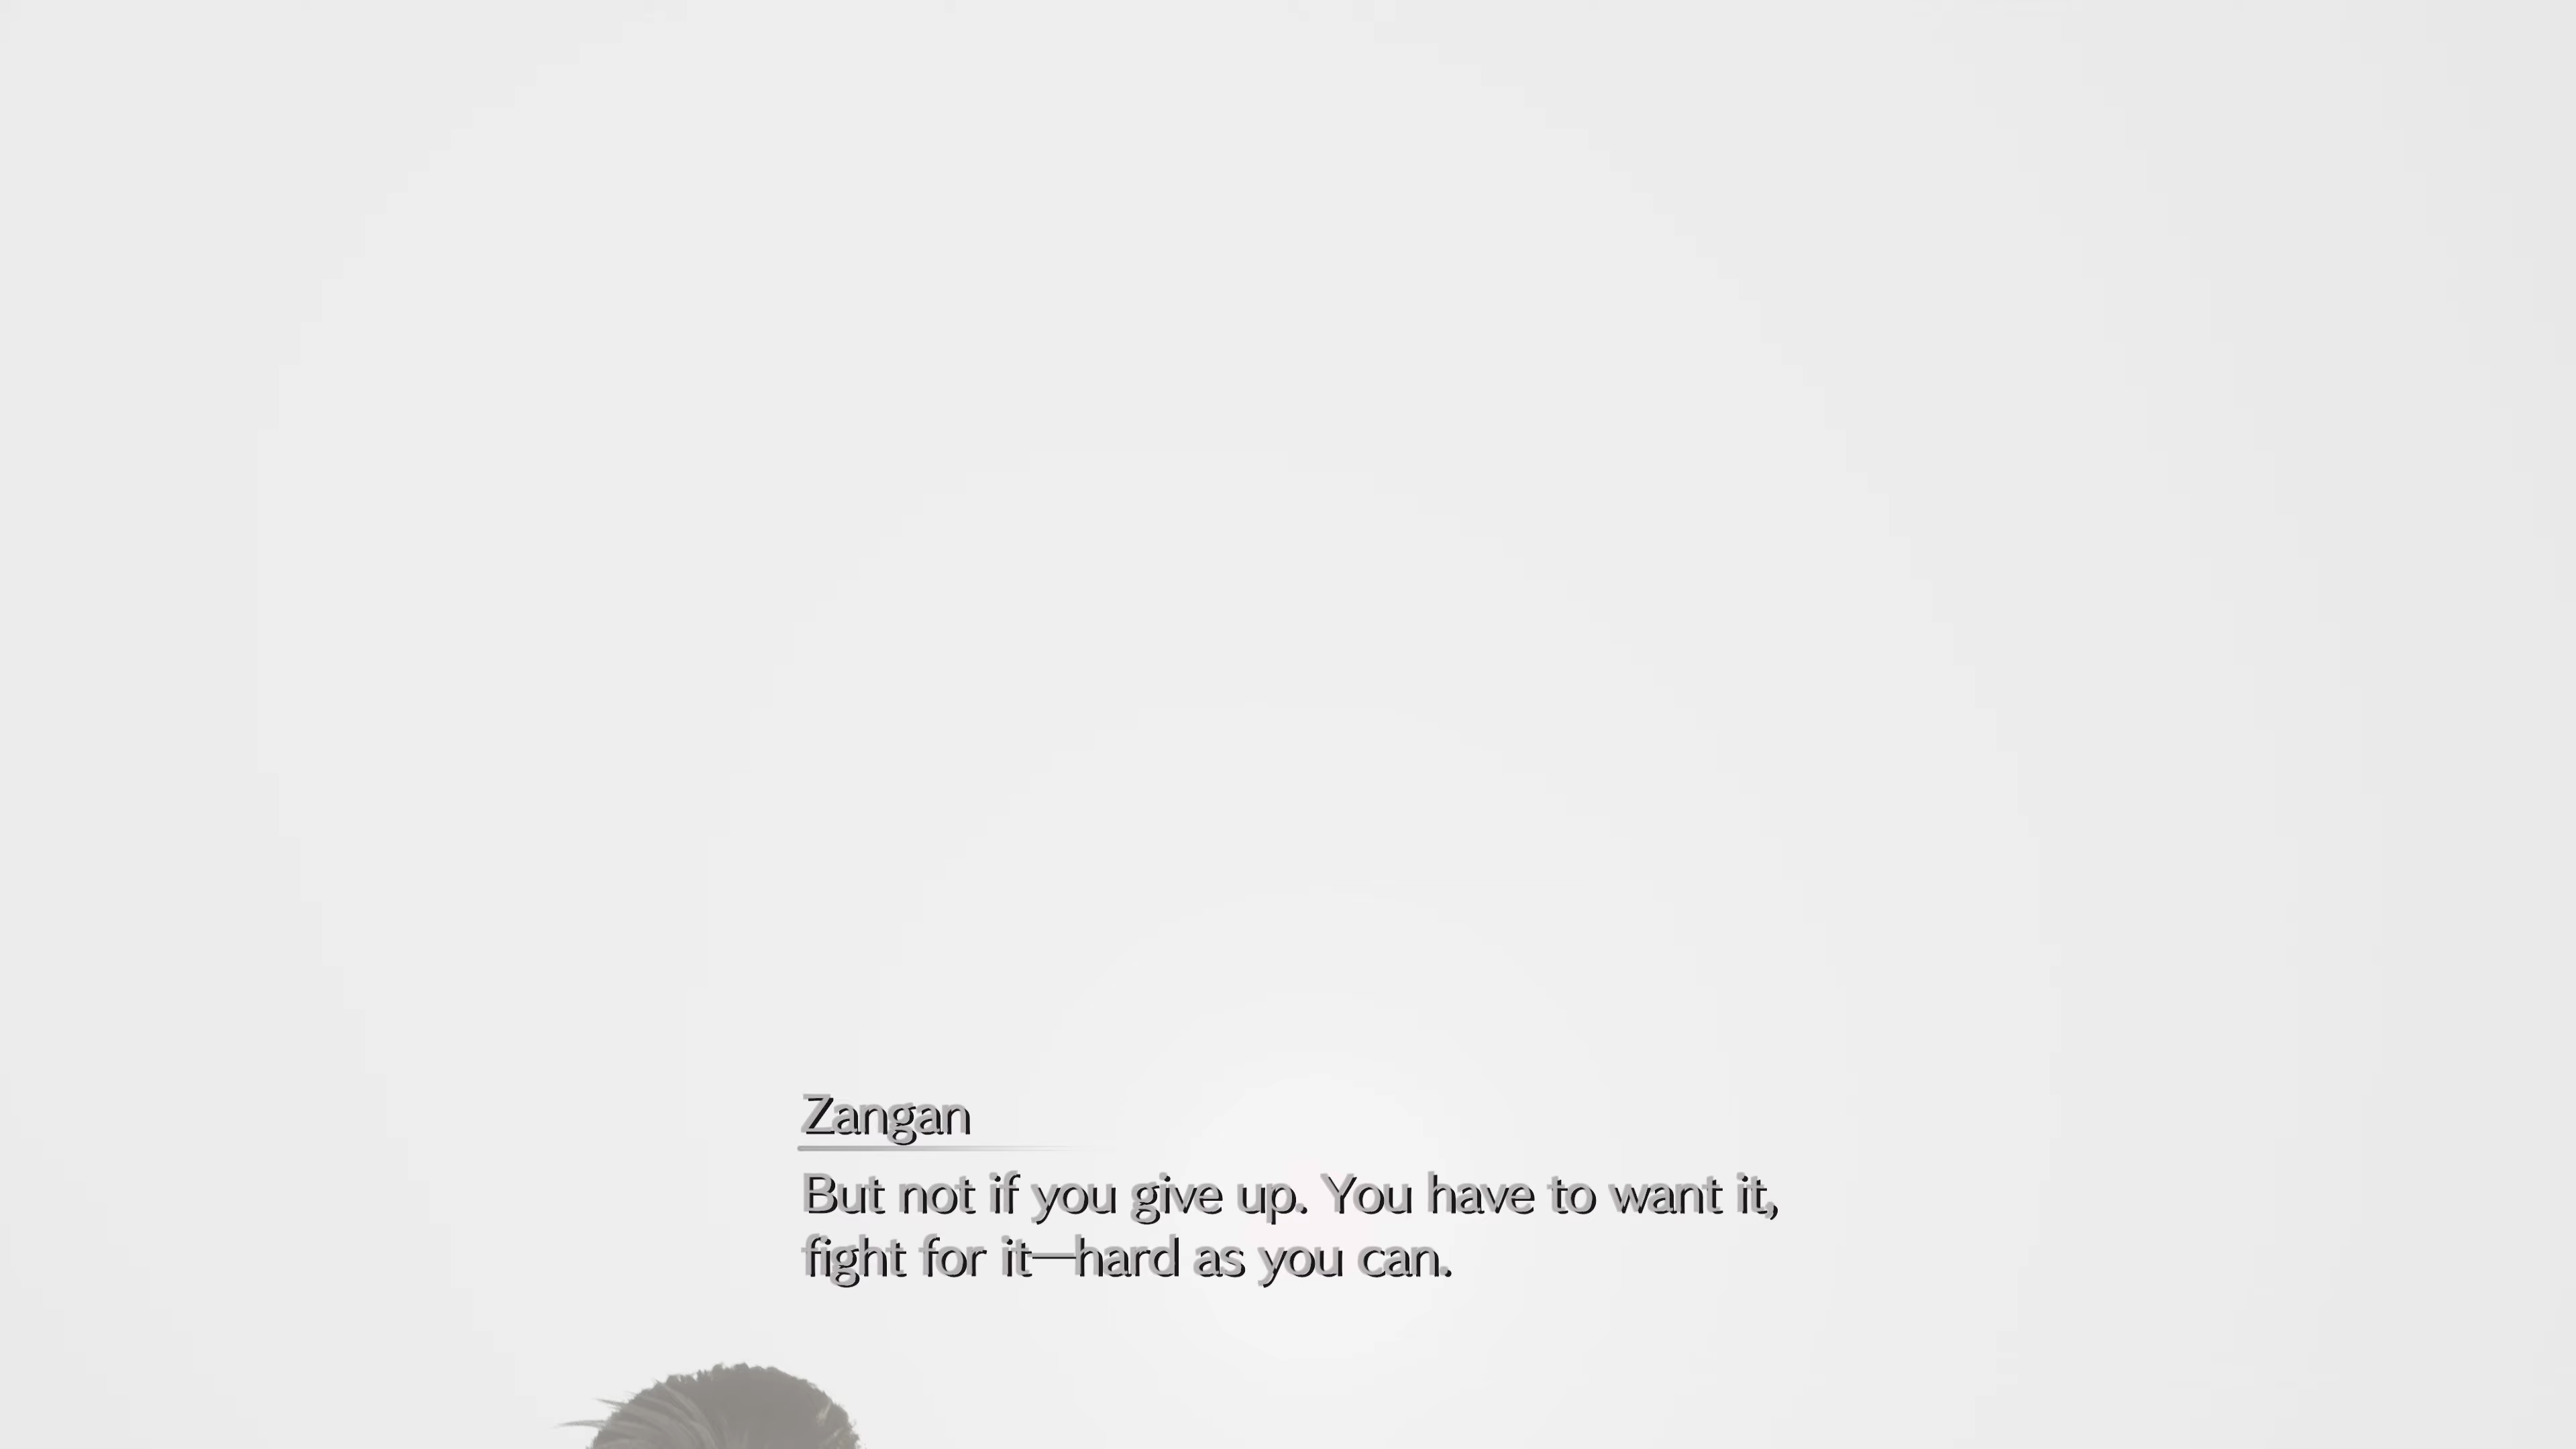 Zangan
But not if you give up. You have to want it,
fight for it—hard as you can.